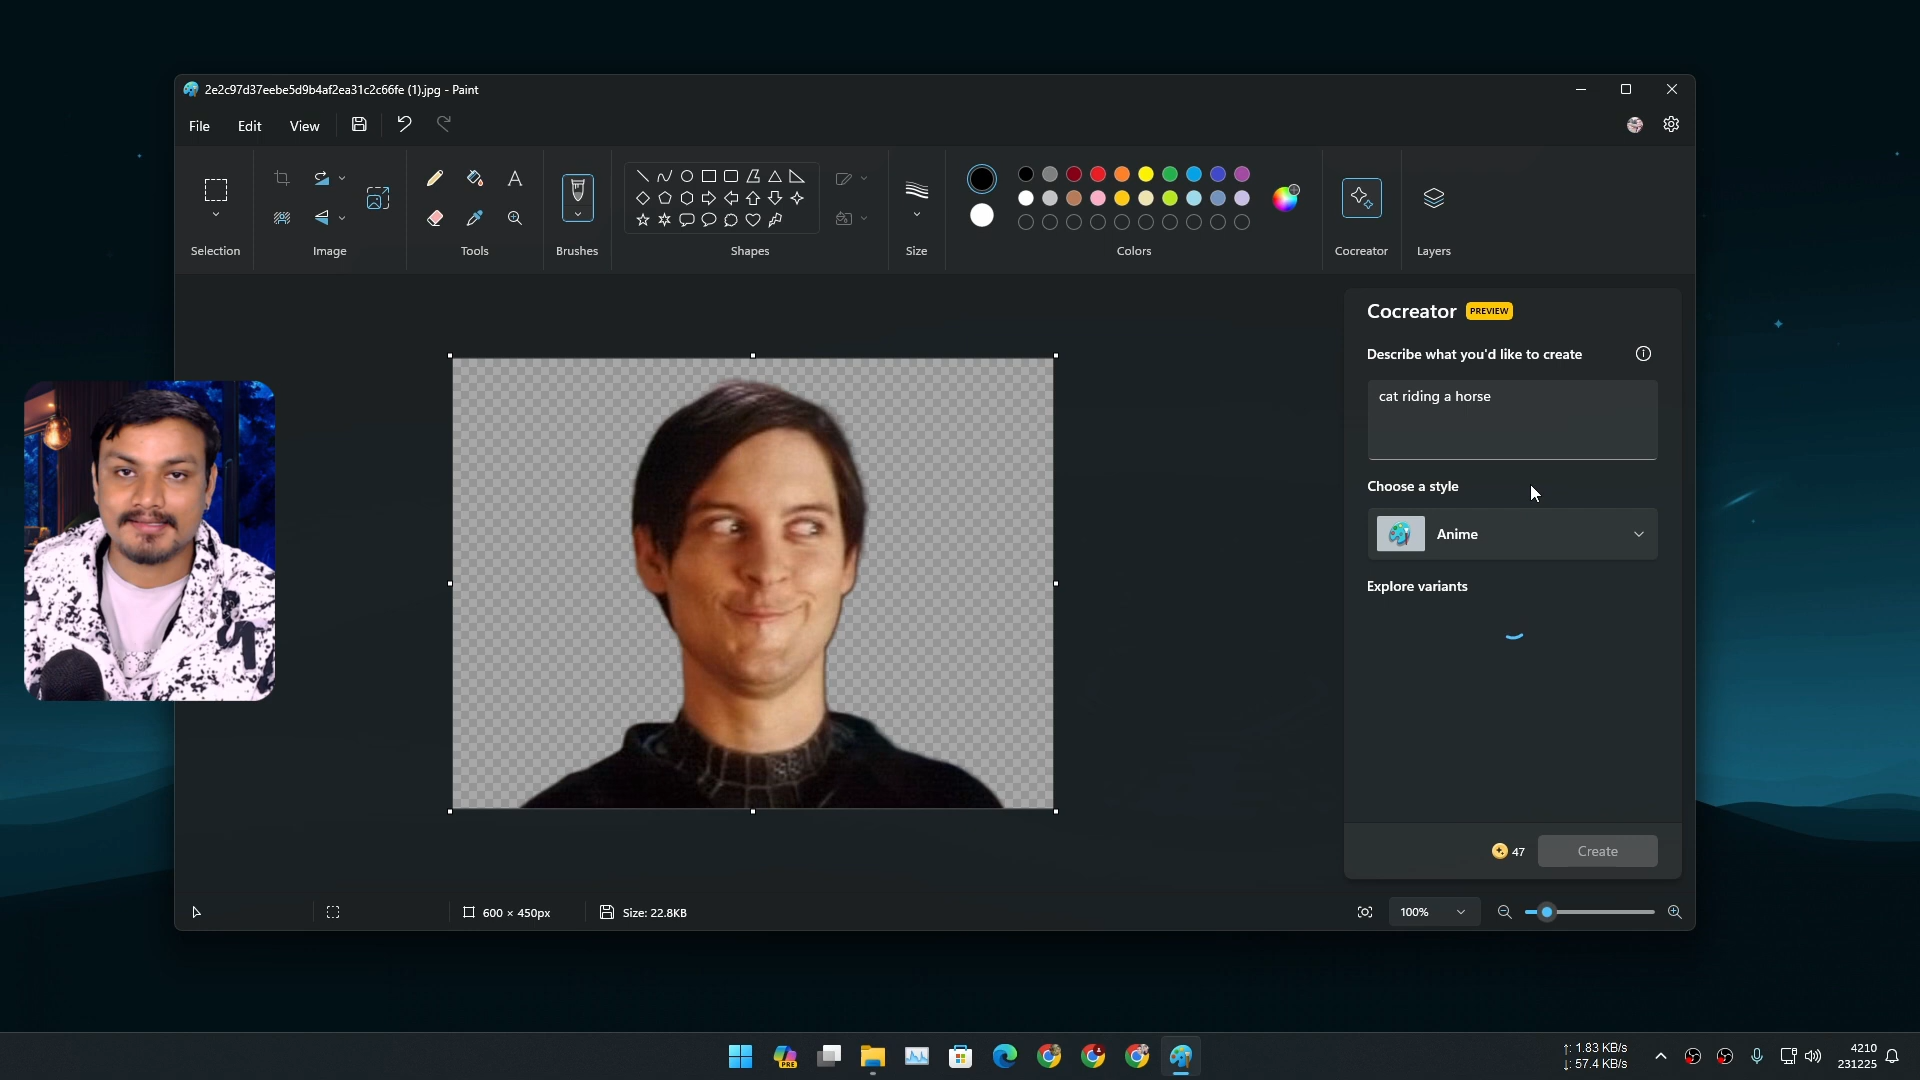 2e2c97d37eebe5d9b4af2ea31c2c66fe (1).jpg - Paint
File Edit View
Selection Image Tools Brushes Shapes Size Colors Cocreator Layers
Cocreator PREVIEW
Describe what you'd like to create
cat riding a horse
Choose a style
Anime
Explore variants
47 Create
600 × 450px Size: 22.8KB 100%
PRE
↑: 1.83 KB/s
↓: 57.4 KB/s
4210
231225